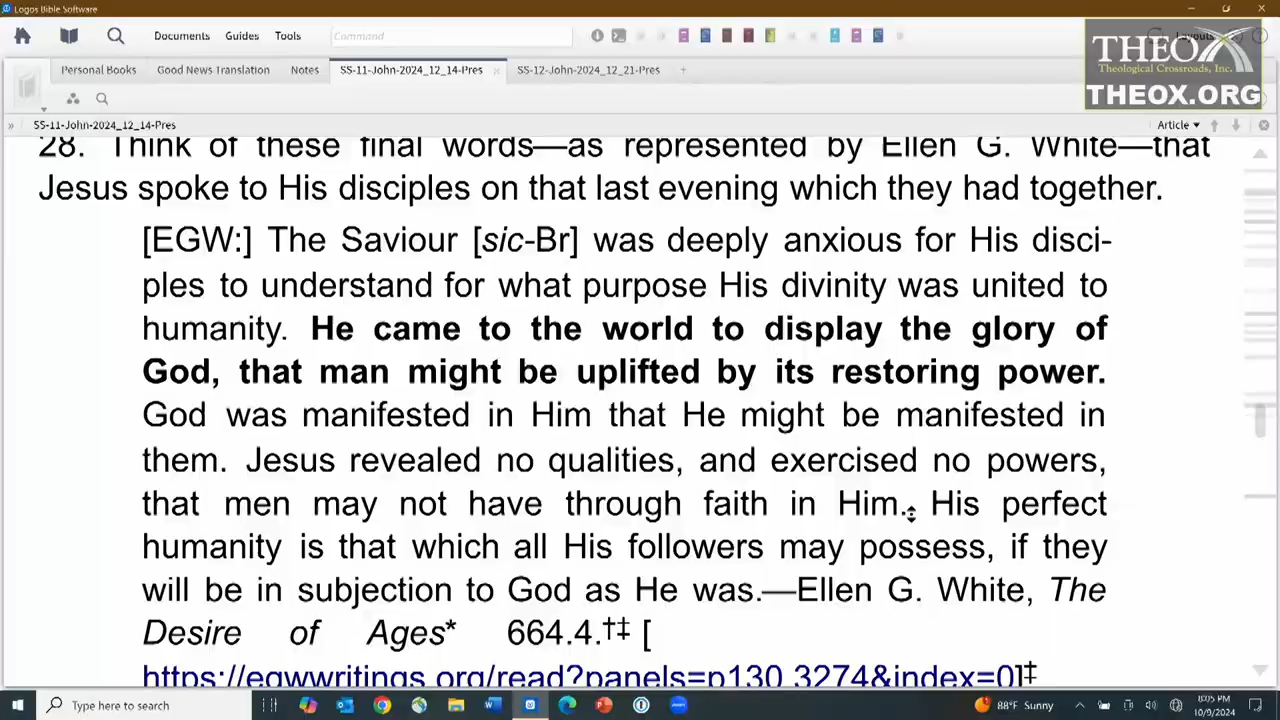 Logos Bible Software
Documents Guides Tools Command
THEOX
Theological Crossroads, Inc.
THEOX.ORG
Personal Books Good News Translation Notes SS-11-John-2024_12_14-Pres SS-12-John-2024_12_21-Pres
SS-11-John-2024_12_14-Pres Article
28. Think of these final words—as represented by Ellen G. White—that
Jesus spoke to His disciples on that last evening which they had together.
[EGW:] The Saviour [sic-Br] was deeply anxious for His disci-
ples to understand for what purpose His divinity was united to
humanity. He came to the world to display the glory of
God, that man might be uplifted by its restoring power.
God was manifested in Him that He might be manifested in
them. Jesus revealed no qualities, and exercised no powers,
that men may not have through faith in Him. His perfect
humanity is that which all His followers may possess, if they
will be in subjection to God as He was.—Ellen G. White, The
Desire of Ages* 664.4.†‡ [
https://egwwritings.org/read?panels=p130.3274&index=0]‡
Type here to search
88°F Sunny
8:05 PM
10/9/2024